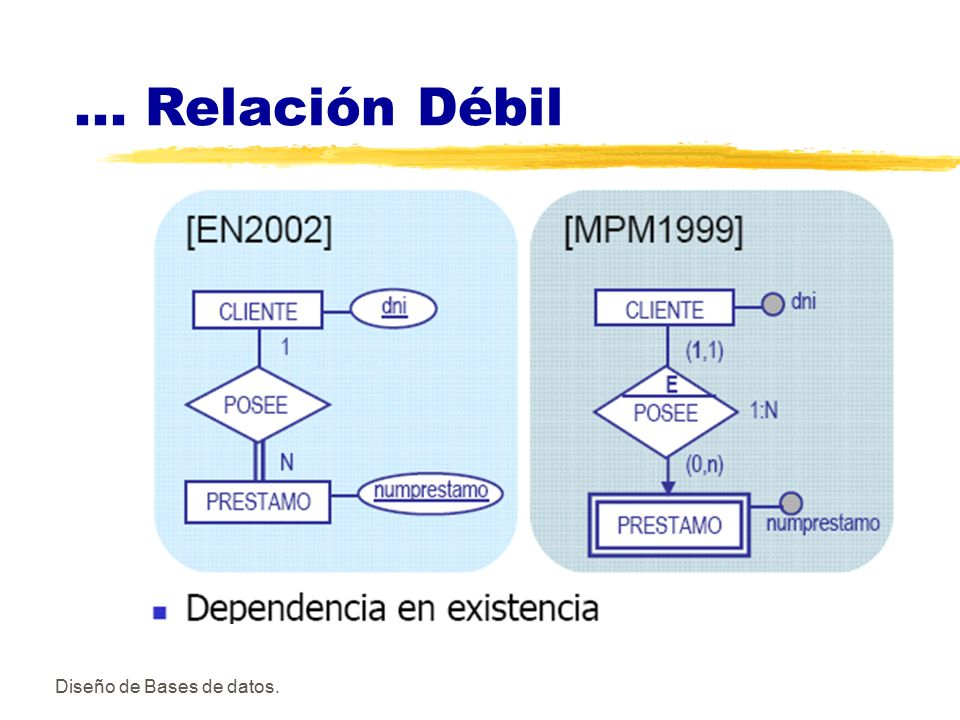 ... Relación Débil
[EN2002]
CLIENTE
dni
1
POSEE
N
PRESTAMO
numprestamo
[MPM1999]
CLIENTE
dni
(1,1)
E
POSEE
1:N
(0,n)
PRESTAMO
numprestamo
Dependencia en existencia
Diseño de Bases de datos.